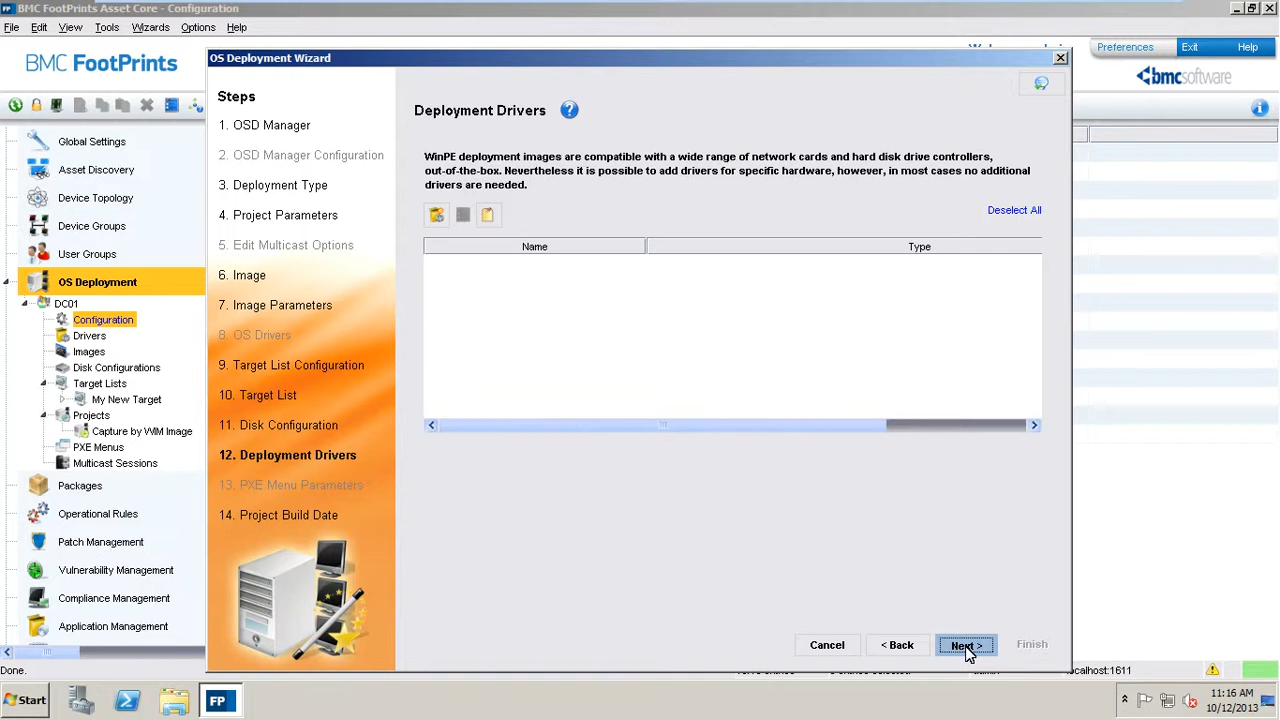 BMC FootPrints Asset Core - Configuration
File Edit View Tools Wizards Options Help
BMC FootPrints
Preferences Exit Help
bmcsoftware
Global Settings
Asset Discovery
Device Topology
Device Groups
User Groups
OS Deployment
DC01
Configuration
Drivers
Images
Disk Configurations
Target Lists
My New Target
Projects
Capture by WIM Image
PXE Menus
Multicast Sessions
Packages
Operational Rules
Patch Management
Vulnerability Management
Compliance Management
Application Management
OS Deployment Wizard
Steps
1. OSD Manager
2. OSD Manager Configuration
3. Deployment Type
4. Project Parameters
5. Edit Multicast Options
6. Image
7. Image Parameters
8. OS Drivers
9. Target List Configuration
10. Target List
11. Disk Configuration
12. Deployment Drivers
13. PXE Menu Parameters
14. Project Build Date
Deployment Drivers
WinPE deployment images are compatible with a wide range of network cards and hard disk drive controllers,
out-of-the-box. Nevertheless it is possible to add drivers for specific hardware, however, in most cases no additional
drivers are needed.
Deselect All
Name Type
Cancel < Back Next > Finish
Done.
localhost:1611
Start
FP
11:16 AM
10/12/2013